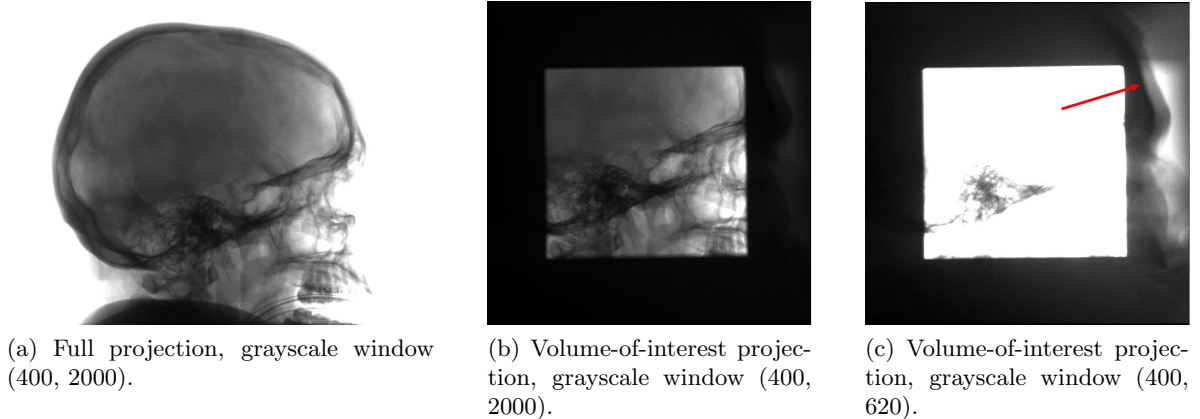 (a) Full projection, grayscale window
(400, 2000).
(b) Volume-of-interest projec-
tion, grayscale window (400,
2000).
(c) Volume-of-interest projec-
tion, grayscale window (400,
620).